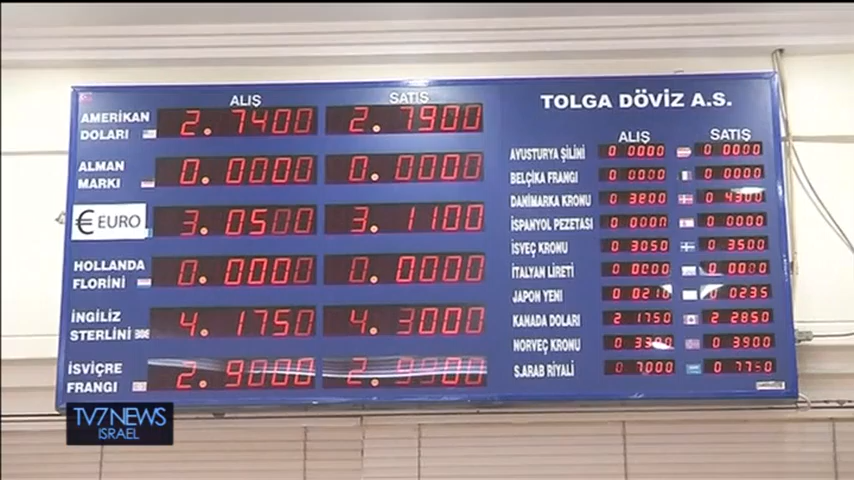 ALIŞ SATIŞ
AMERİKAN DOLARI 2.7400 2.7900
ALMAN MARKI 0.0000 0.0000
€ EURO 3.0500 3.1100
HOLLANDA FLORİNİ 0.0000 0.0000
İNGİLİZ STERLİNİ 4.1750 4.3000
İSVİÇRE FRANGI 2.9000 2.9900
TOLGA DÖVİZ A.S.
ALIŞ SATIŞ
AVUSTURYA ŞİLİNİ 0 0000 0 0000
BELÇİKA FRANGI 0 0000 0 0000
DANİMARKA KRONU 0 3800 0 4300
İSPANYOL PEZETASI 0 0000 0 0000
İSVEÇ KRONU 0 3050 0 3500
İTALYAN LİRETİ 0 0000 0 0000
JAPON YENİ 0 0210 0 0235
KANADA DOLARI 2 1750 2 2850
NORVEÇ KRONU 0 3300 0 3900
S.ARAB RİYALİ 0 7000 0 7750
TV7 NEWS
ISRAEL